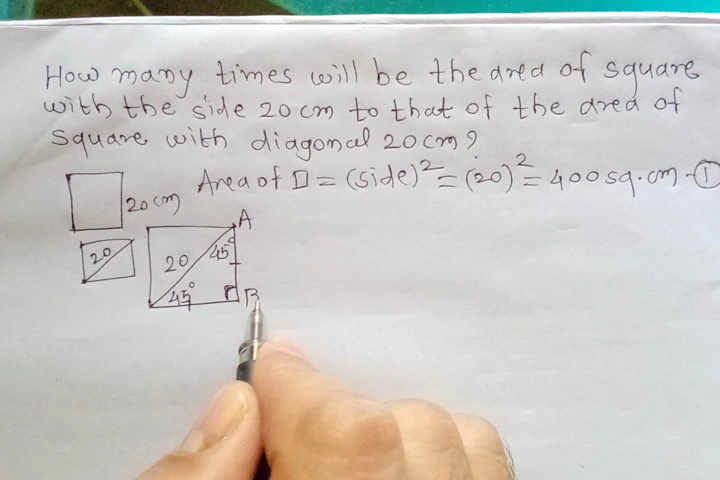 How many times will be the area of square
with the side 20 cm to that of the area of
square with diagonal 20 cm?
Area of □ = (side)² = (20)² = 400 sq. cm - ①
20 cm
A
20
20
45°
45°
B